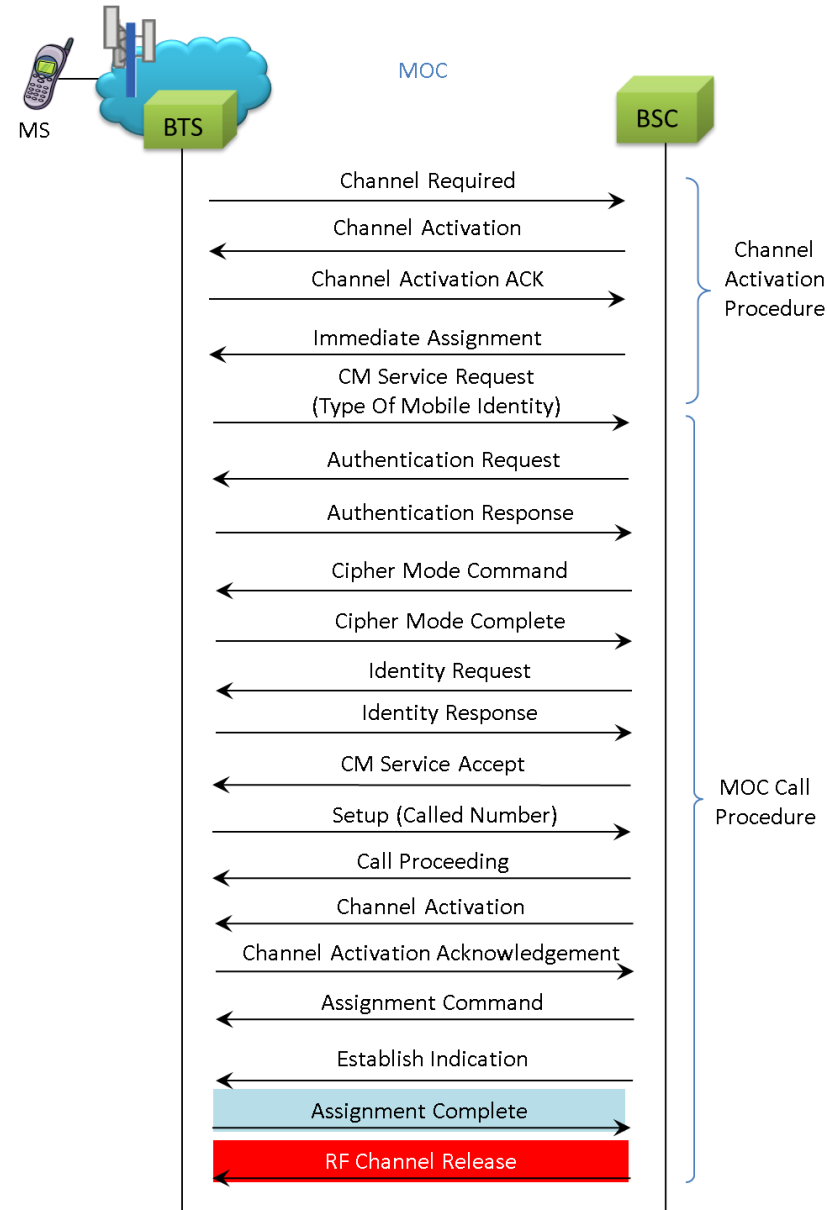 MOC
MS
BTS
BSC
Channel Required
Channel Activation
Channel Activation ACK
Immediate Assignment
Channel
Activation
Procedure
CM Service Request
(Type Of Mobile Identity)
Authentication Request
Authentication Response
Cipher Mode Command
Cipher Mode Complete
Identity Request
Identity Response
CM Service Accept
Setup (Called Number)
Call Proceeding
Channel Activation
Channel Activation Acknowledgement
Assignment Command
Establish Indication
Assignment Complete
RF Channel Release
MOC Call
Procedure